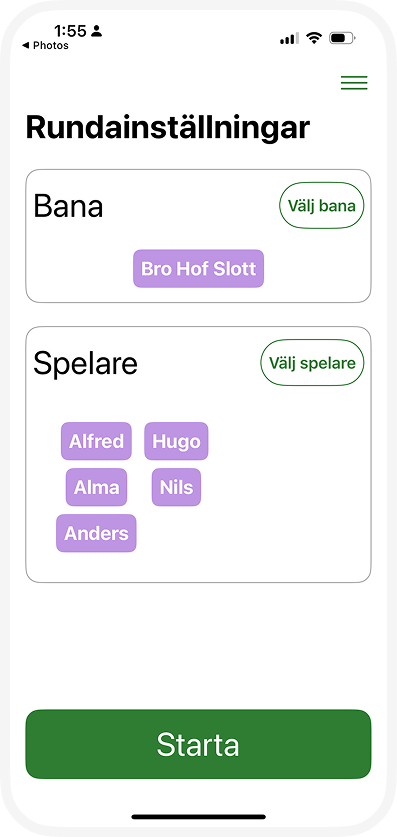 1:55
◀ Photos
Rundainställningar
Bana
Välj bana
Bro Hof Slott
Spelare
Välj spelare
Alfred Hugo
Alma Nils
Anders
Starta